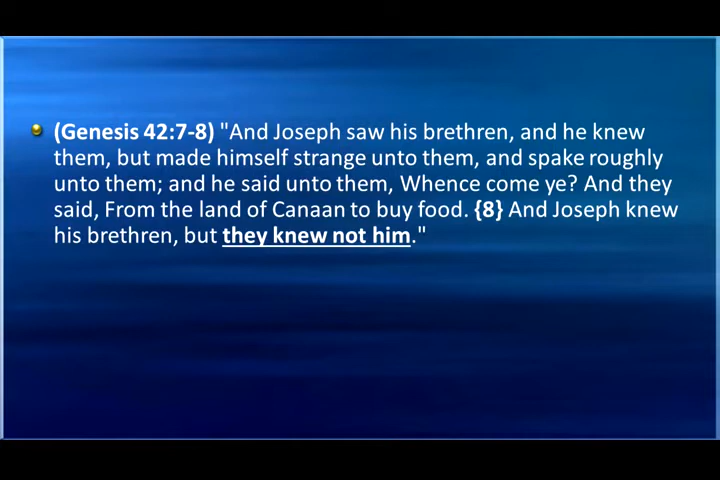 (Genesis 42:7-8) "And Joseph saw his brethren, and he knew
them, but made himself strange unto them, and spake roughly
unto them; and he said unto them, Whence come ye? And they
said, From the land of Canaan to buy food. {8} And Joseph knew
his brethren, but they knew not him."